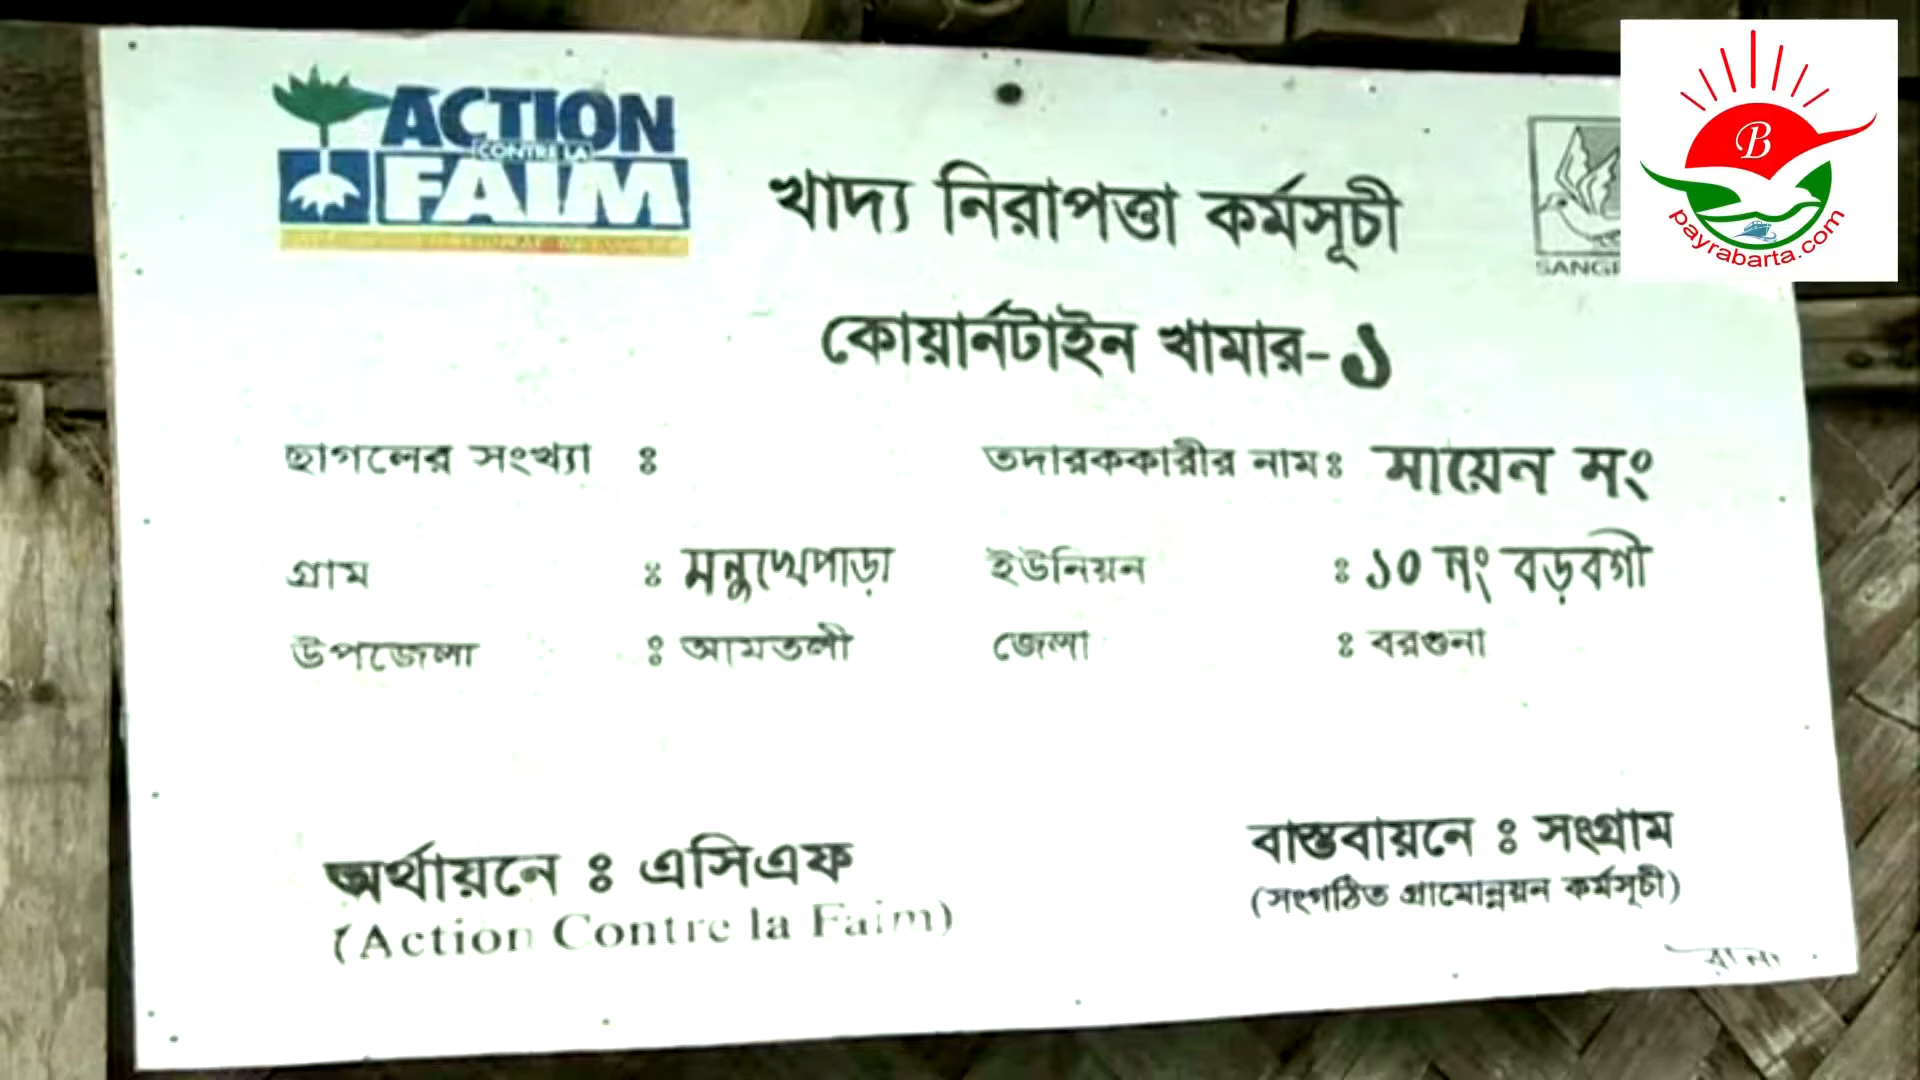 ACTION
CONTRE LA
FAIM
খাদ্য নিরাপত্তা কর্মসূচী
কোয়ার্নটাইন খামার-১
ছাগলের সংখ্যা ঃ
তদারককারীর নামঃ মায়েন মং
গ্রাম ঃ মনুখেপাড়া
ইউনিয়ন ঃ ১০ নং বড়বগী
উপজেলা ঃ আমতলী
জেলা ঃ বরগুনা
অর্থায়নে ঃ এসিএফ
(Action Contre la Faim)
বাস্তবায়নে ঃ সংগ্রাম
(সংগঠিত গ্রামোন্নয়ন কর্মসূচী)
B
payrabarta.com